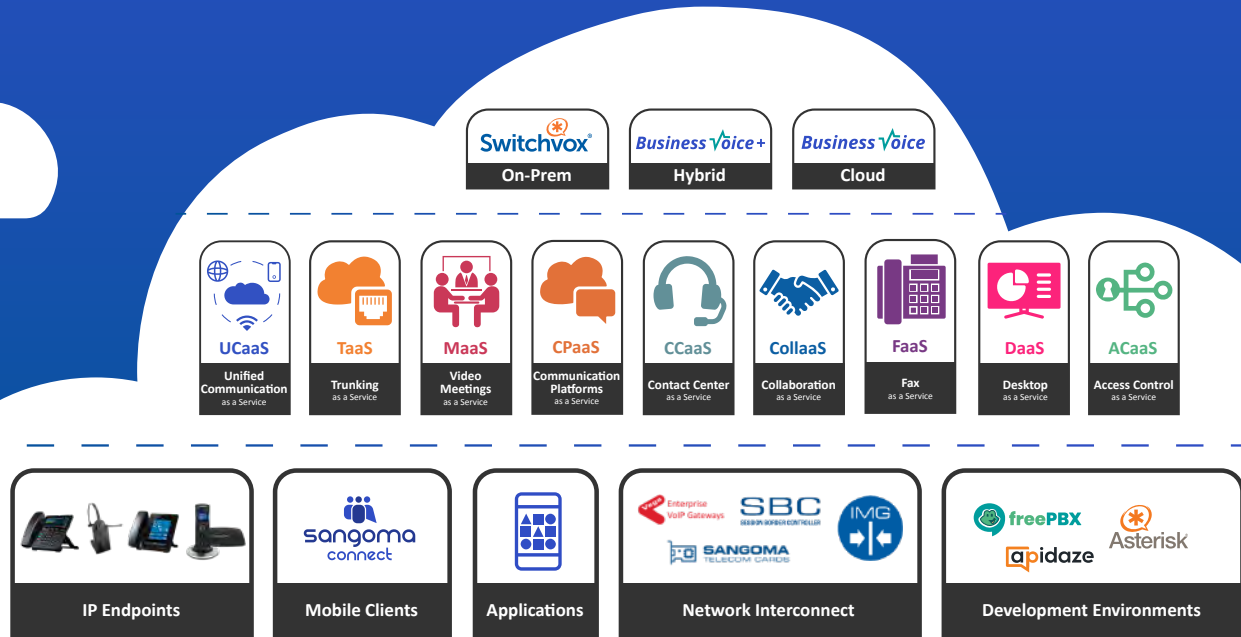 Switchvox®
On-Prem
Business Voice+
Hybrid
Business Voice
Cloud
UCaaS
Unified
Communication
as a Service
TaaS
Trunking
as a Service
MaaS
Video
Meetings
as a Service
CPaaS
Communication
Platforms
as a Service
CCaaS
Contact Center
as a Service
CollaaS
Collaboration
as a Service
FaaS
Fax
as a Service
DaaS
Desktop
as a Service
ACaaS
Access Control
as a Service
IP Endpoints
sangoma
connect
Mobile Clients
Applications
Vega
Enterprise
VoIP Gateways
SBC
SESSION BORDER CONTROLLER
IMG
SANGOMA
TELECOM CARDS
Network Interconnect
freePBX
Asterisk
apidaze
Development Environments